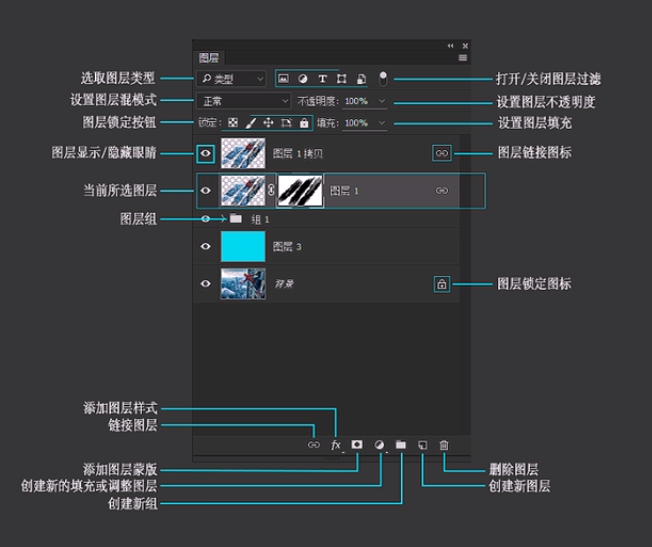 图层
选取图层类型
类型
T
打开/关闭图层过滤
设置图层混模式
正常
不透明度: 100%
设置图层不透明度
图层锁定按钮
锁定:
填充: 100%
设置图层填充
图层显示/隐藏眼睛
图层 1 拷贝
图层链接图标
当前所选图层
图层 1
图层组
组 1
图层 3
背景
图层锁定图标
添加图层样式
链接图层
fx
添加图层蒙版
删除图层
创建新的填充或调整图层
创建新图层
创建新组